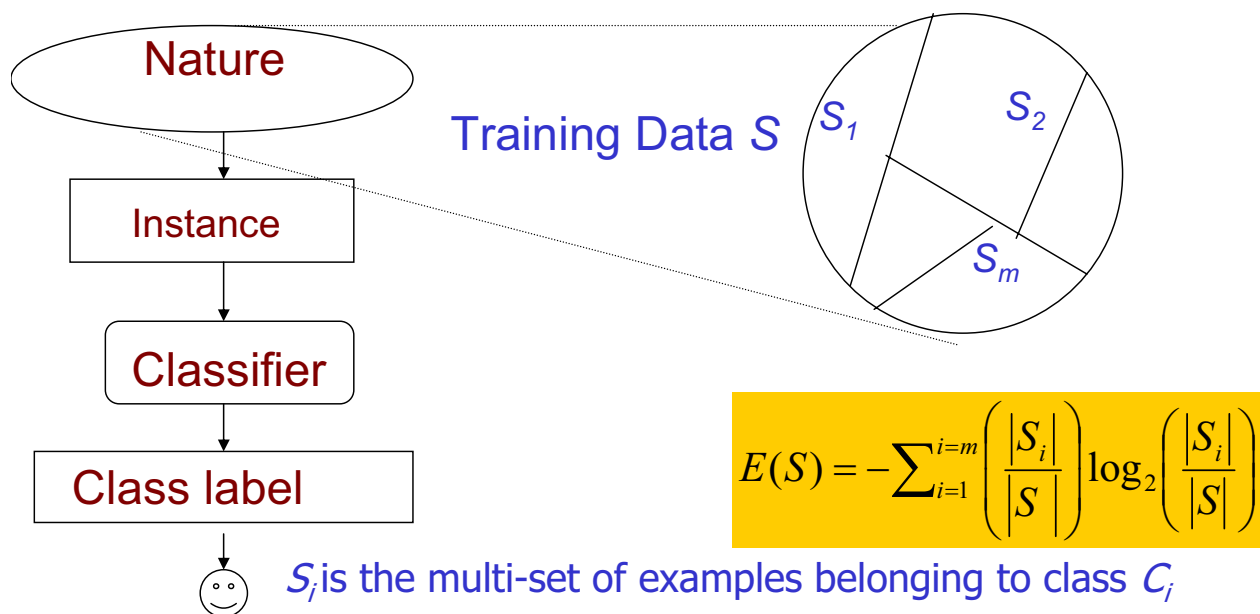 Nature
Training Data S
S₁
S₂
Sₘ
Instance
Classifier
Class label
E(S) = −∑ᵢ₌₁ⁱ⁼ᵐ (|Sᵢ| / |S|) log₂ (|Sᵢ| / |S|)
Sᵢ is the multi-set of examples belonging to class Cᵢ